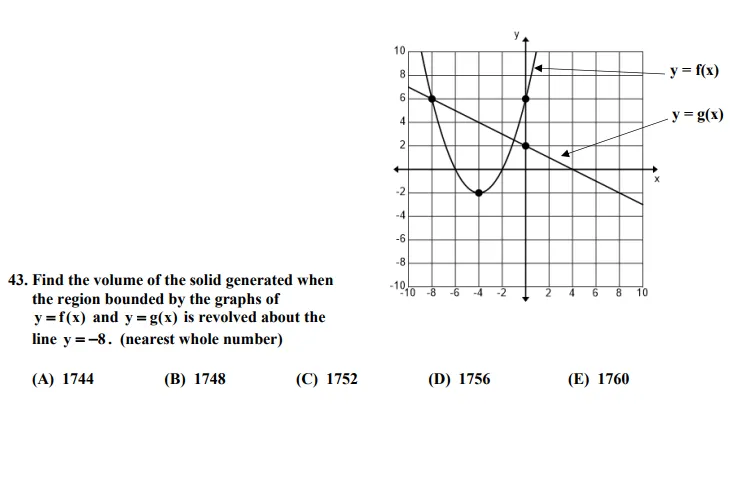 y
10
8
6
4
2
-2
-4
-6
-8
-10
-10 -8 -6 -4 -2 2 4 6 8 10
x
y = f(x)
y = g(x)
43. Find the volume of the solid generated when
the region bounded by the graphs of
y = f(x) and y = g(x) is revolved about the
line y = −8. (nearest whole number)
(A) 1744 (B) 1748 (C) 1752 (D) 1756 (E) 1760